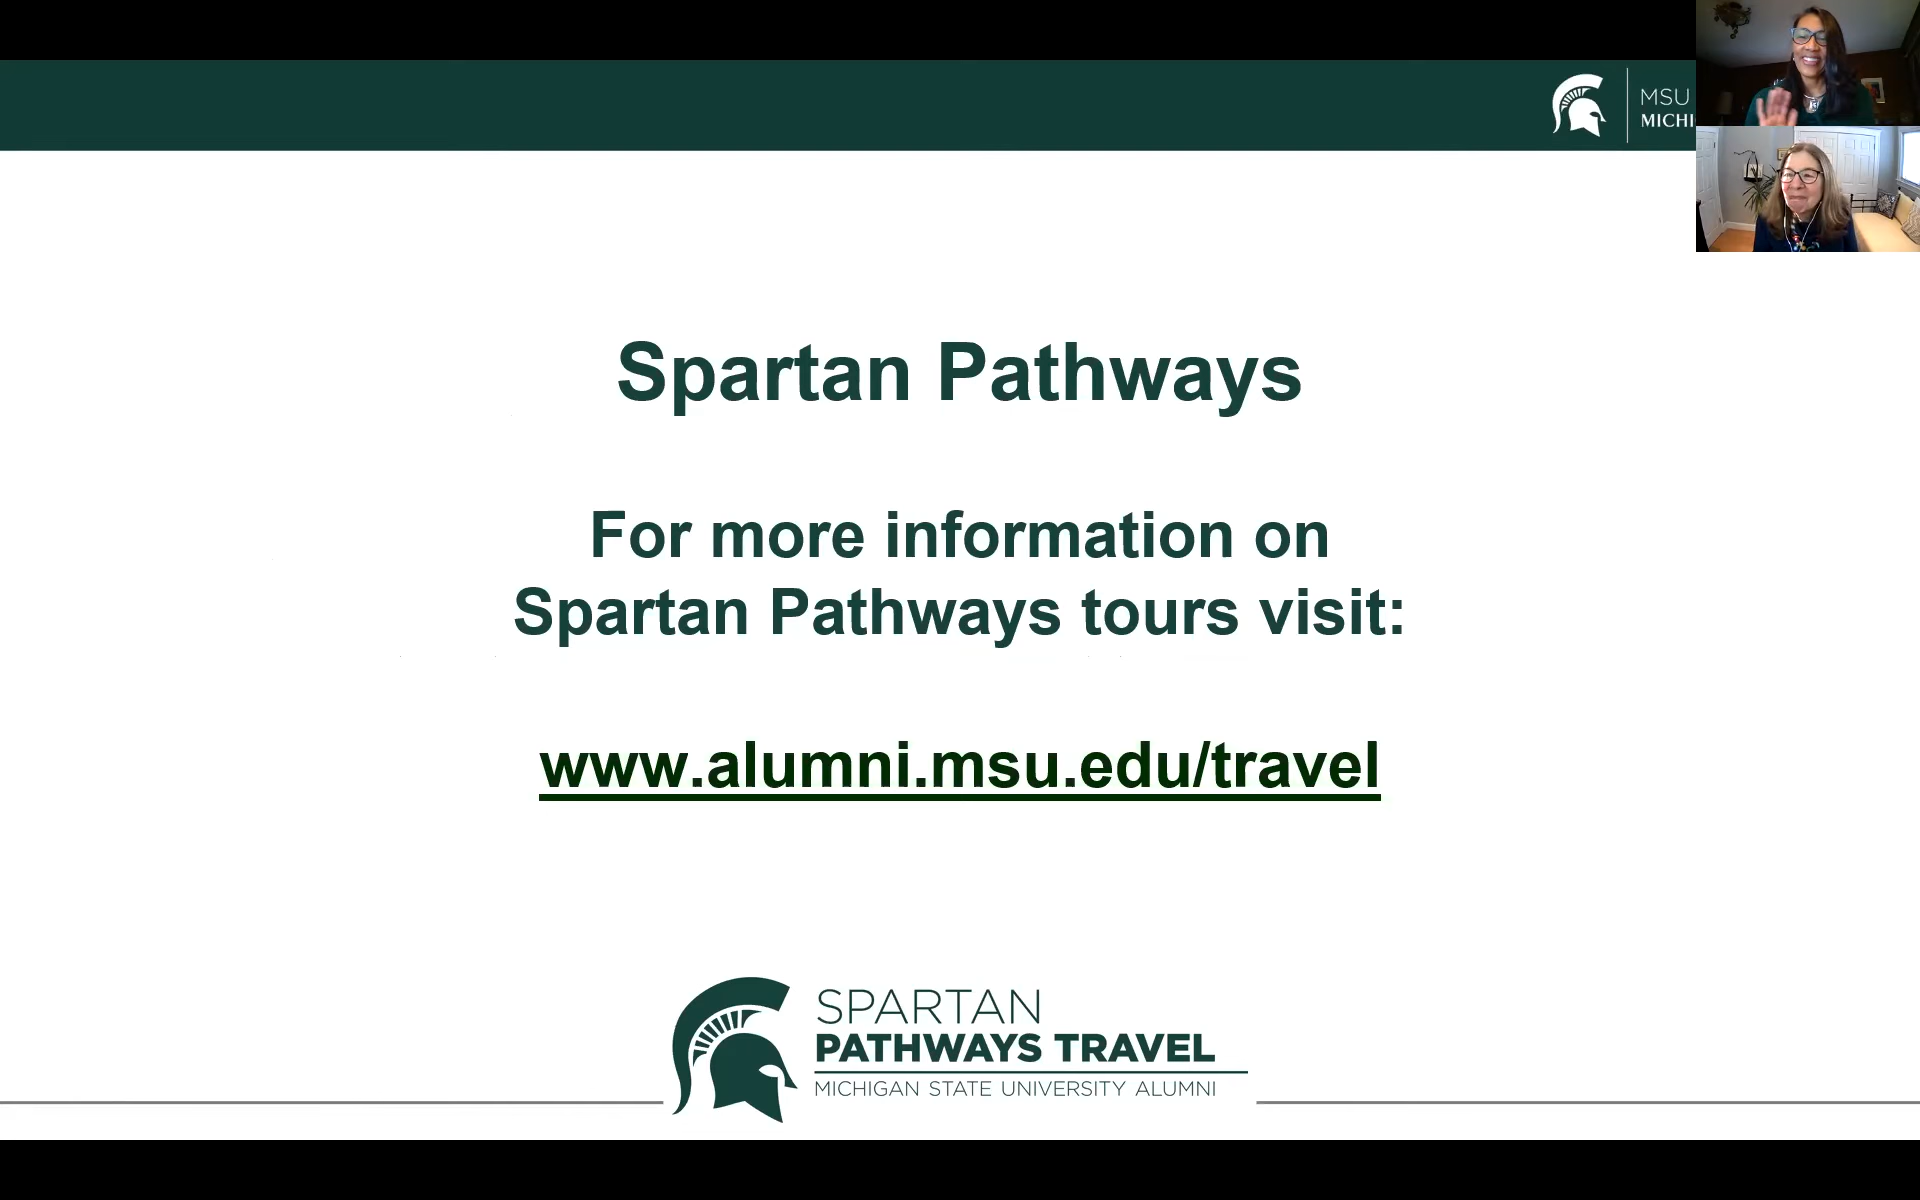 MSU
MICHI
Spartan Pathways
For more information on
Spartan Pathways tours visit:
www.alumni.msu.edu/travel
SPARTAN
PATHWAYS TRAVEL
MICHIGAN STATE UNIVERSITY ALUMNI